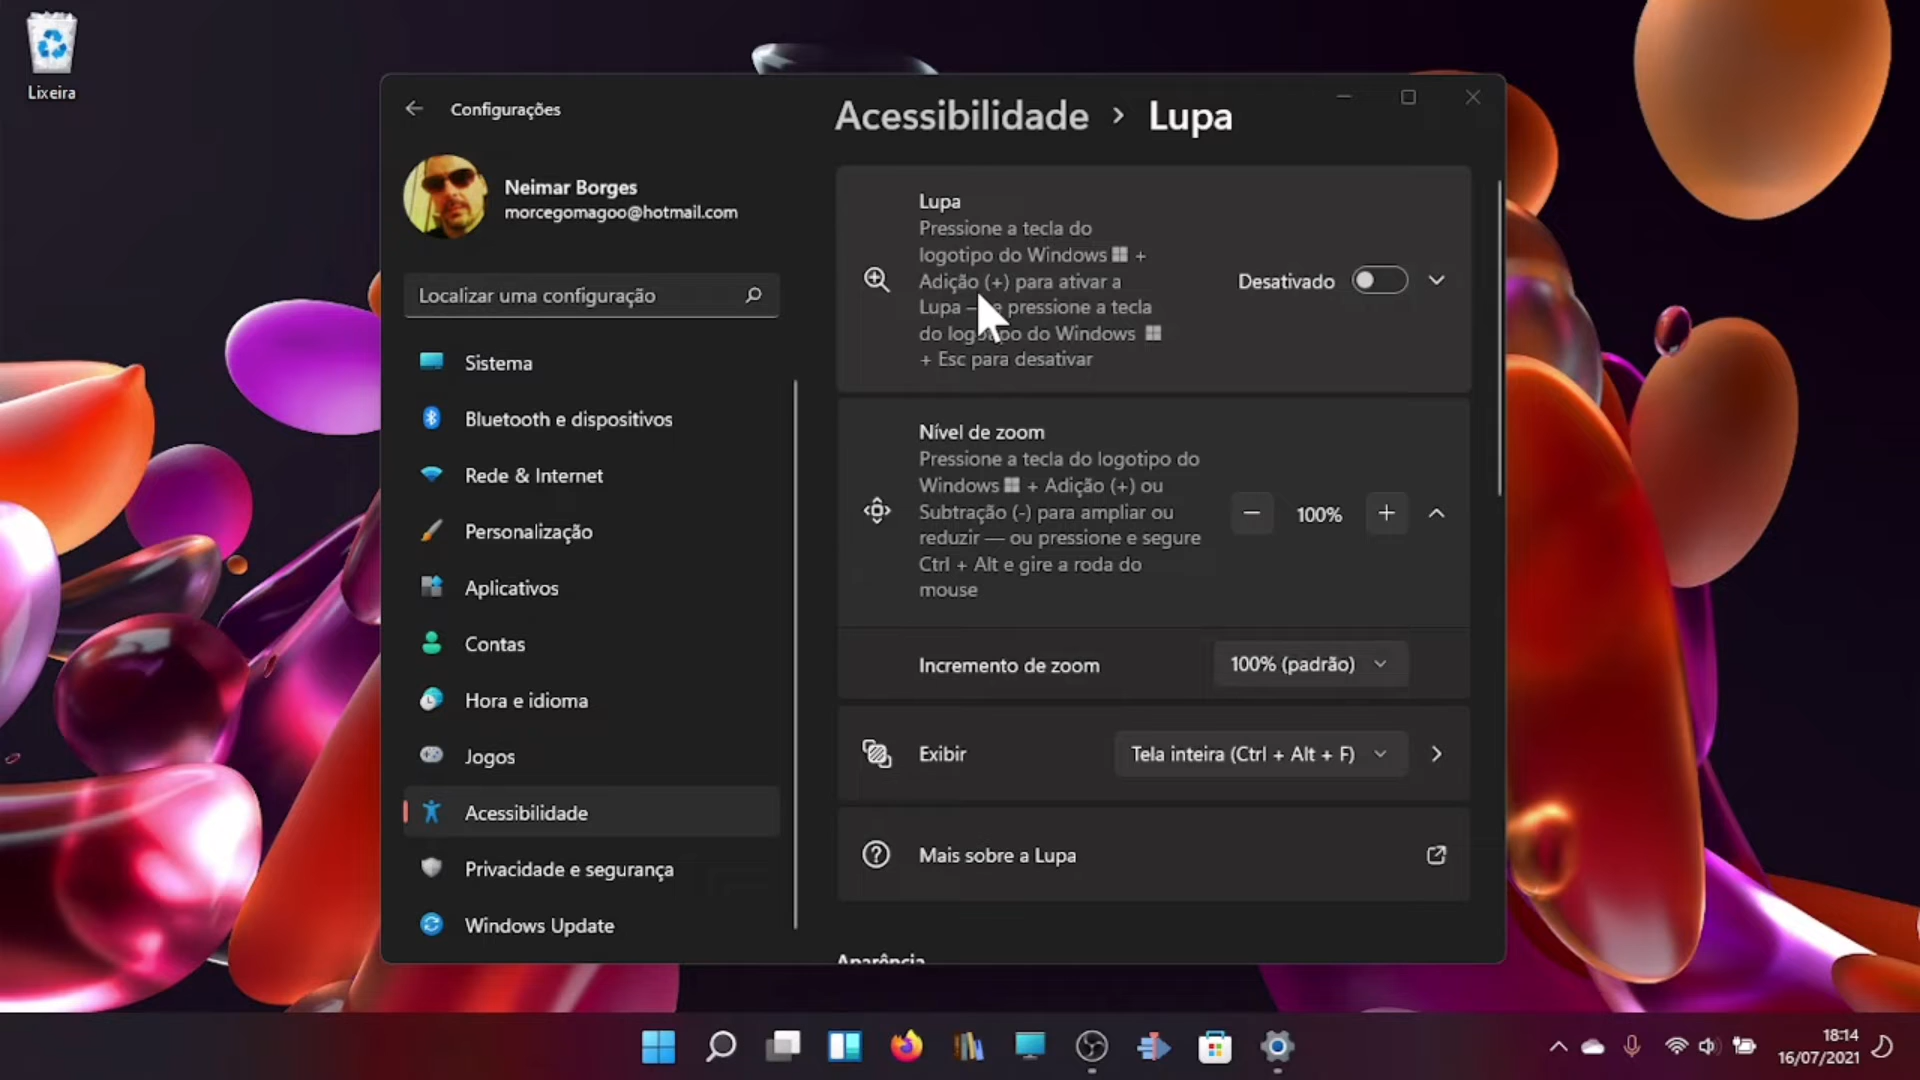 Lixeira
Configurações
Neimar Borges
morcegomagoo@hotmail.com
Localizar uma configuração
Sistema
Bluetooth e dispositivos
Rede & Internet
Personalização
Aplicativos
Contas
Hora e idioma
Jogos
Acessibilidade
Privacidade e segurança
Windows Update
Acessibilidade > Lupa
Lupa
Pressione a tecla do
logotipo do Windows +
Adição (+) para ativar a
Lupa — e pressione a tecla
do logotipo do Windows
+ Esc para desativar
Desativado
Nível de zoom
Pressione a tecla do logotipo do
Windows + Adição (+) ou
Subtração (-) para ampliar ou
reduzir — ou pressione e segure
Ctrl + Alt e gire a roda do
mouse
100%
Incremento de zoom
100% (padrão)
Exibir
Tela inteira (Ctrl + Alt + F)
Mais sobre a Lupa
Aparência
18:14
16/07/2021